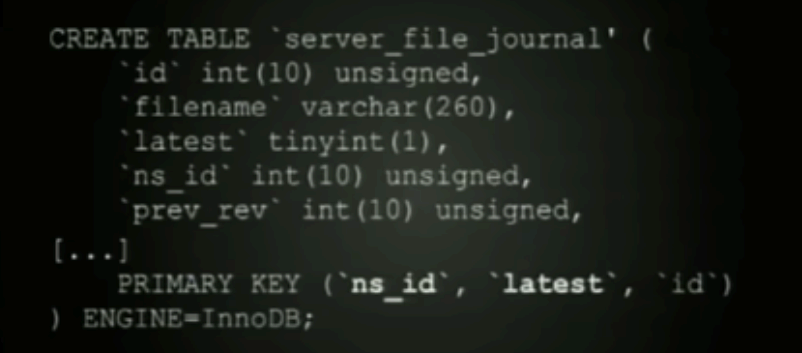 CREATE TABLE `server_file_journal' (
`id` int(10) unsigned,
`filename` varchar(260),
`latest` tinyint(1),
`ns_id` int(10) unsigned,
`prev_rev` int(10) unsigned,
[...]
PRIMARY KEY (`ns_id`, `latest`, `id`)
) ENGINE=InnoDB;